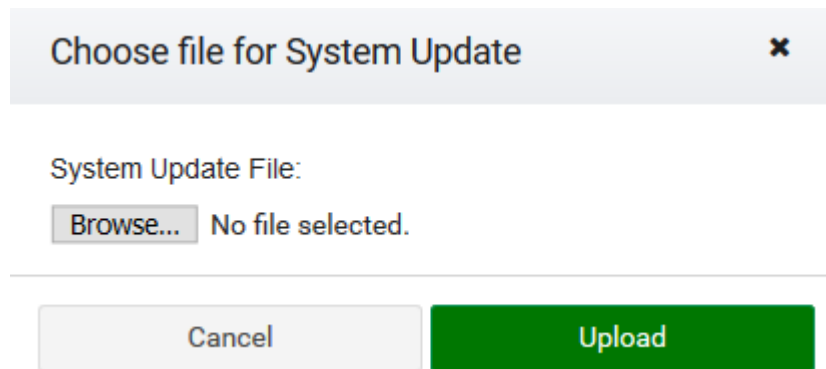 Choose file for System Update
System Update File:
Browse... No file selected.
Cancel Upload